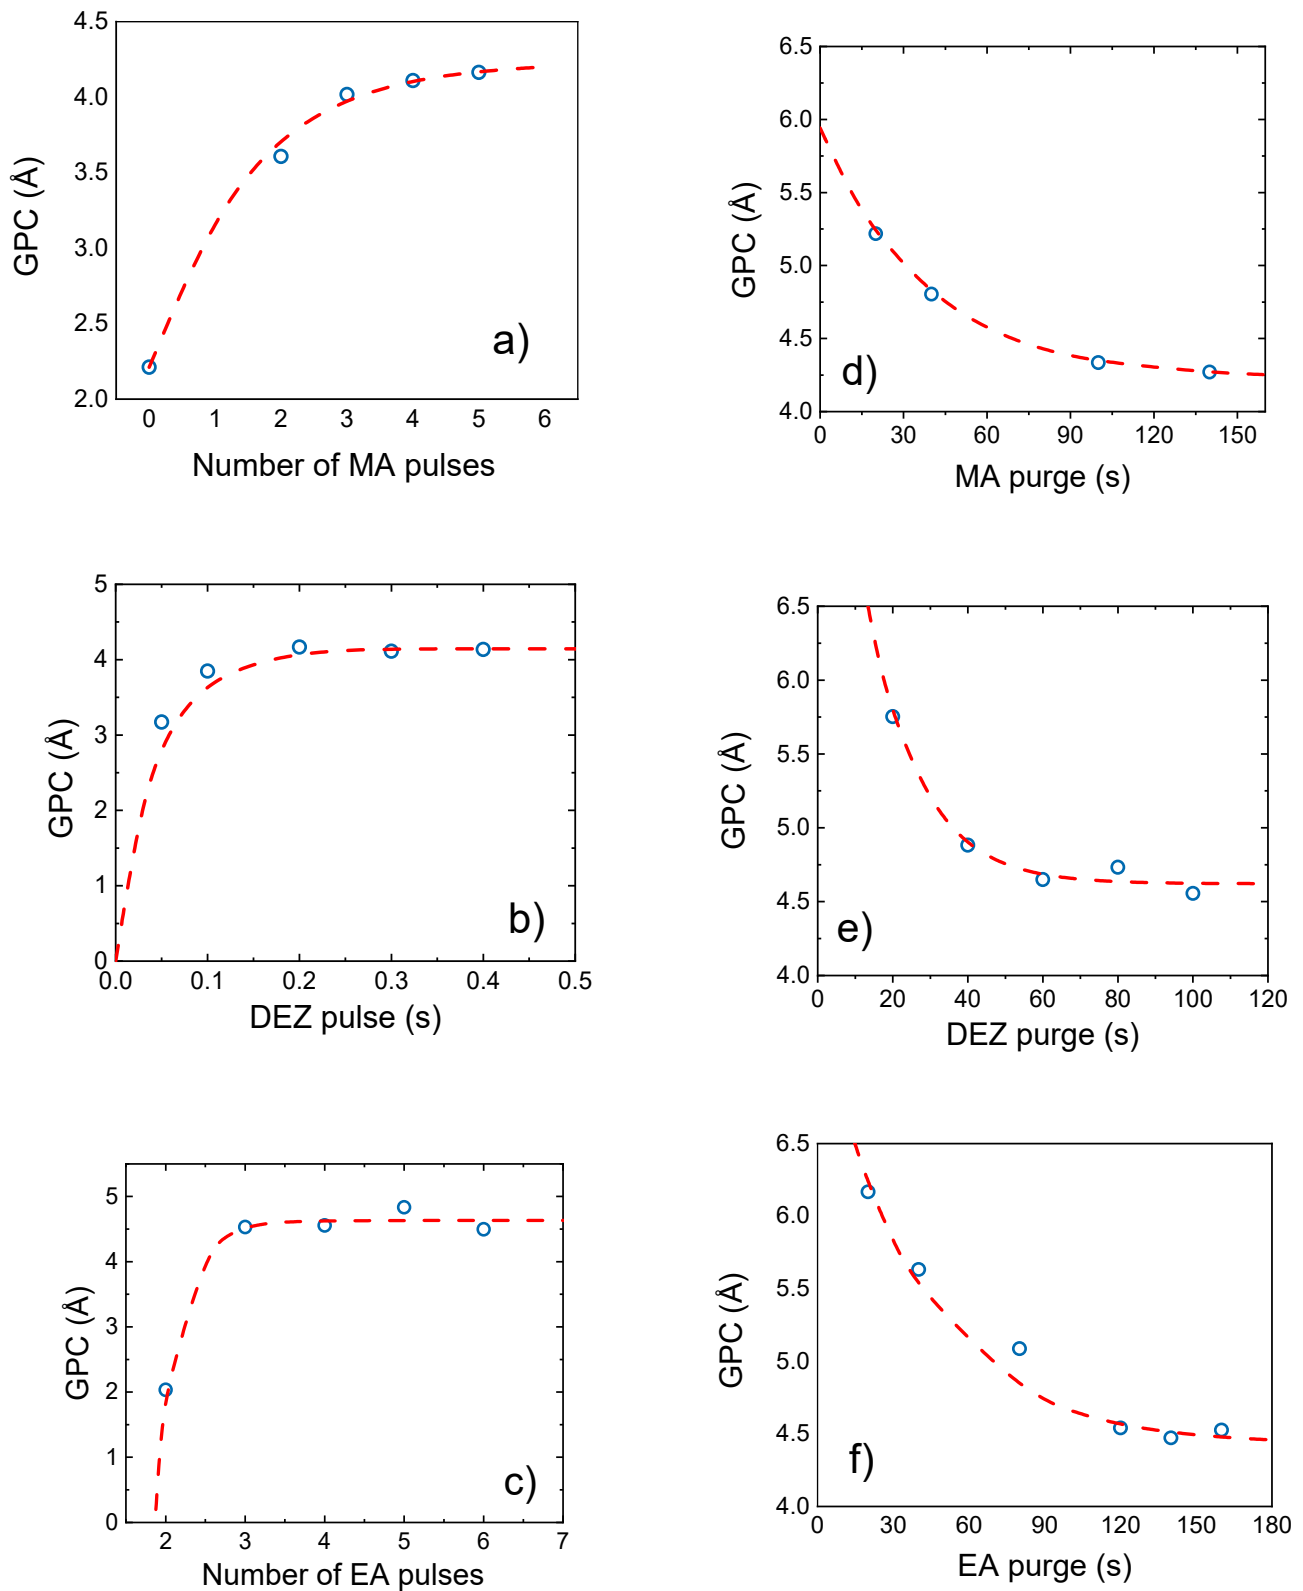 4.5
4.0
3.5
3.0
2.5
2.0
GPC (Å)
a)
0 1 2 3 4 5 6
Number of MA pulses
6.5
6.0
5.5
5.0
4.5
4.0
GPC (Å)
d)
0 30 60 90 120 150
MA purge (s)
5
4
3
2
1
0
GPC (Å)
b)
0.0 0.1 0.2 0.3 0.4 0.5
DEZ pulse (s)
6.5
6.0
5.5
5.0
4.5
4.0
GPC (Å)
e)
0 20 40 60 80 100 120
DEZ purge (s)
5
4
3
2
1
0
GPC (Å)
c)
2 3 4 5 6 7
Number of EA pulses
6.5
6.0
5.5
5.0
4.5
4.0
GPC (Å)
f)
0 30 60 90 120 150 180
EA purge (s)